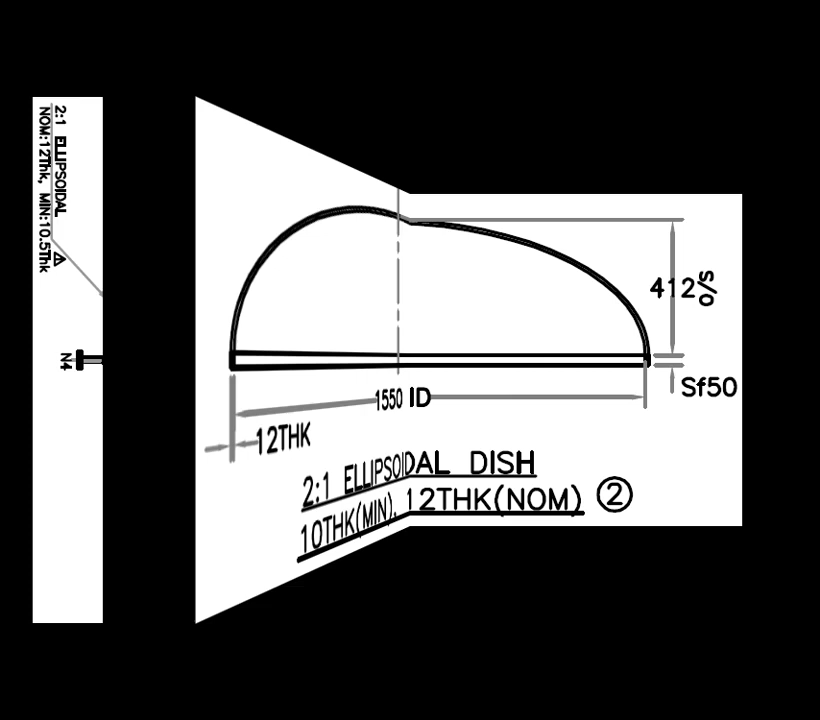 2:1 ELLIPSOIDAL
NOM:12Thk, MIN:10.5Thk
N4
412 o/s
Sf50
1550 ID
12THK
2:1 ELLIPSOIDAL DISH
10THK(MIN), 12THK(NOM) 2